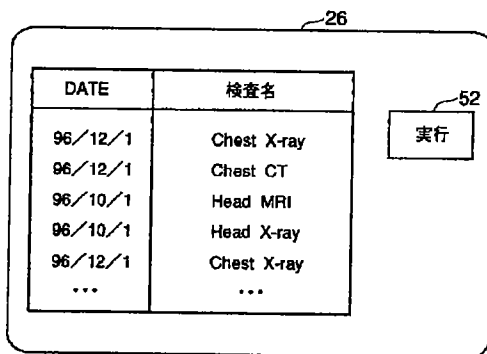 26
DATE 検査名
52
実行
96/12/1 Chest X-ray
96/12/1 Chest CT
96/10/1 Head MRI
96/10/1 Head X-ray
96/12/1 Chest X-ray
••• •••